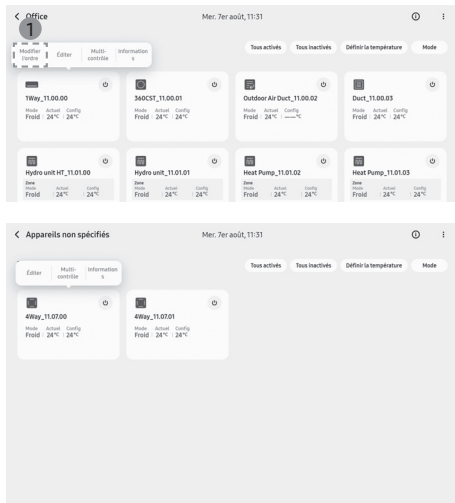 Office
Mer. 7er août, 11:31
1
Modifier l'ordre
Éditer
Multi-contrôle
Informations
Tous activés
Tous inactivés
Définir la température
Mode
1Way_11.00.00
Mode Actuel Config
Froid 24°C 24°C
360CST_11.00.01
Mode Actuel Config
Froid 24°C 24°C
Outdoor Air Duct_11.00.02
Mode Actuel Config
Froid 24°C ——°C
Duct_11.00.03
Mode Actuel Config
Froid 24°C 24°C
Hydro unit HT_11.01.00
Zone
Mode Actuel Config
Froid 24°C 24°C
Hydro unit_11.01.01
Zone
Mode Actuel Config
Froid 24°C 24°C
Heat Pump_11.01.02
Zone
Mode Actuel Config
Froid 24°C 24°C
Heat Pump_11.01.03
Zone
Mode Actuel Config
Froid 24°C 24°C
Appareils non spécifiés
Mer. 7er août, 11:31
Éditer
Multi-contrôle
Informations
Tous activés
Tous inactivés
Définir la température
Mode
4Way_11.07.00
Mode Actuel Config
Froid 24°C 24°C
4Way_11.07.01
Mode Actuel Config
Froid 24°C 24°C